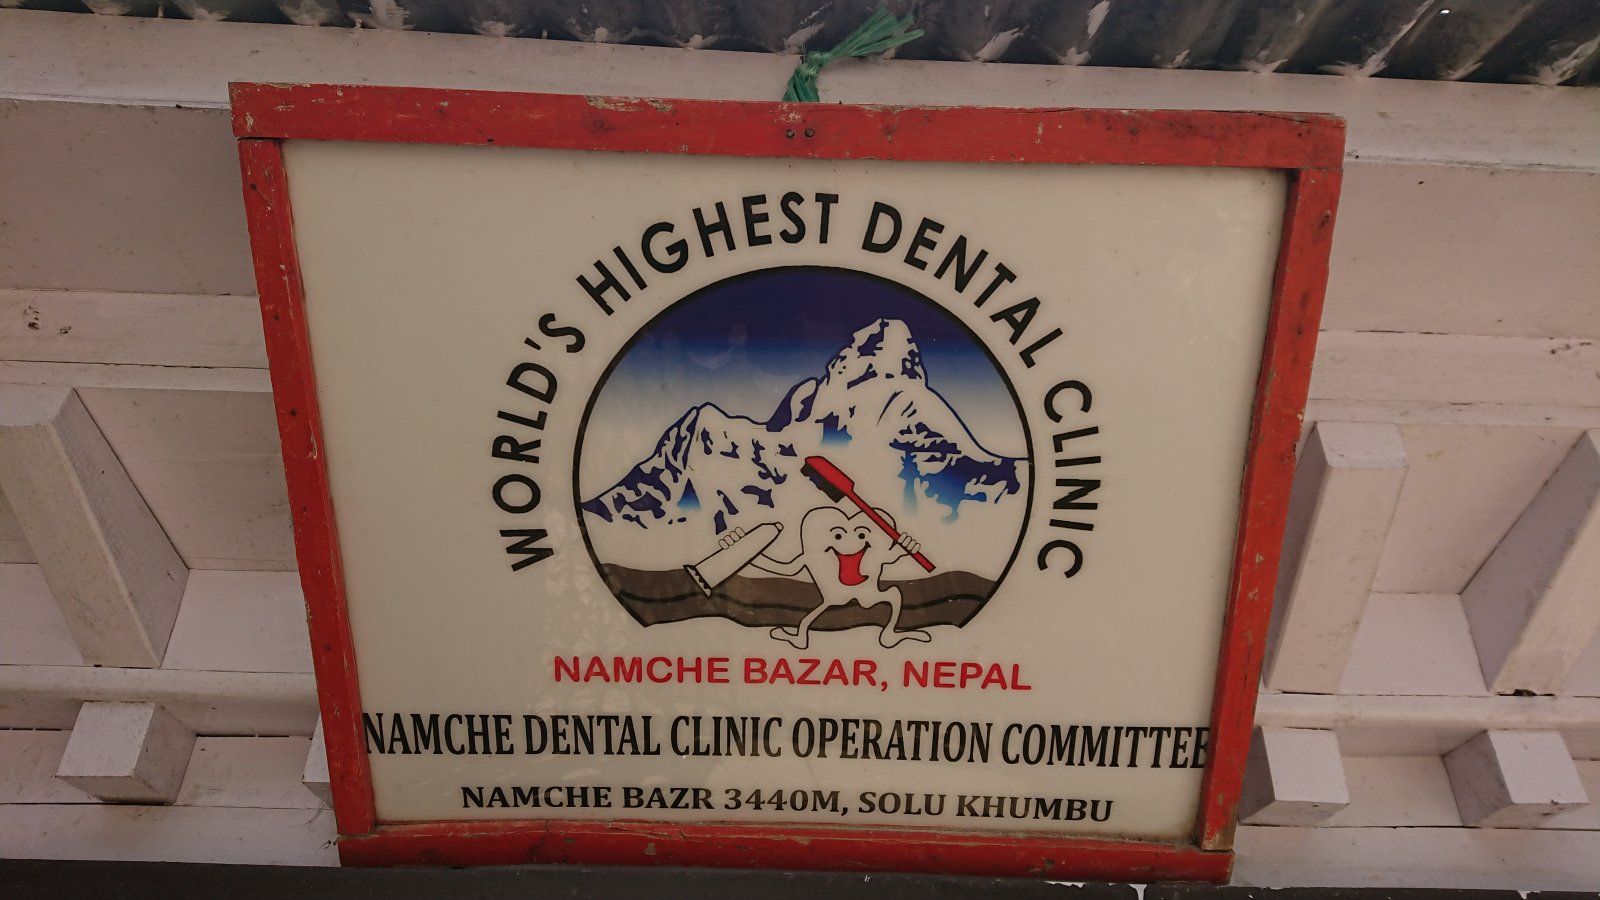 WORLD'S HIGHEST DENTAL CLINIC
NAMCHE BAZAR, NEPAL
NAMCHE DENTAL CLINIC OPERATION COMMITTEE
NAMCHE BAZR 3440M, SOLU KHUMBU